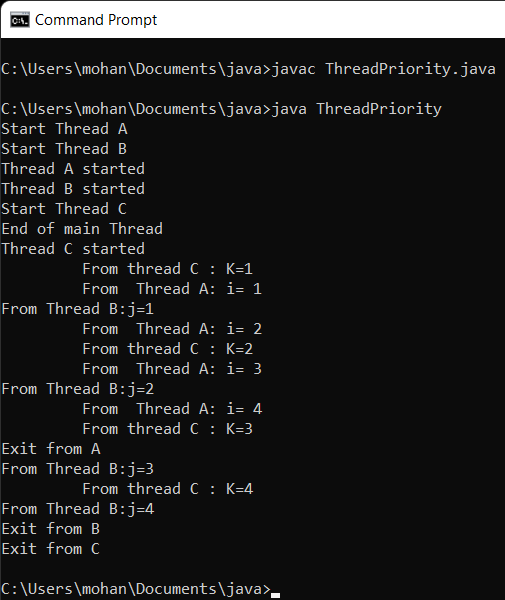 Command Prompt
C:\Users\mohan\Documents\java>javac ThreadPriority.java
C:\Users\mohan\Documents\java>java ThreadPriority
Start Thread A
Start Thread B
Thread A started
Thread B started
Start Thread C
End of main Thread
Thread C started
        From thread C : K=1
        From  Thread A: i= 1
From Thread B:j=1
        From  Thread A: i= 2
        From thread C : K=2
        From  Thread A: i= 3
From Thread B:j=2
        From  Thread A: i= 4
        From thread C : K=3
Exit from A
From Thread B:j=3
        From thread C : K=4
From Thread B:j=4
Exit from B
Exit from C
C:\Users\mohan\Documents\java>